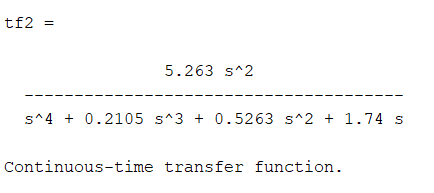 tf2 =
5.263 s^2
---------------------------------------
s^4 + 0.2105 s^3 + 0.5263 s^2 + 1.74 s
Continuous-time transfer function.